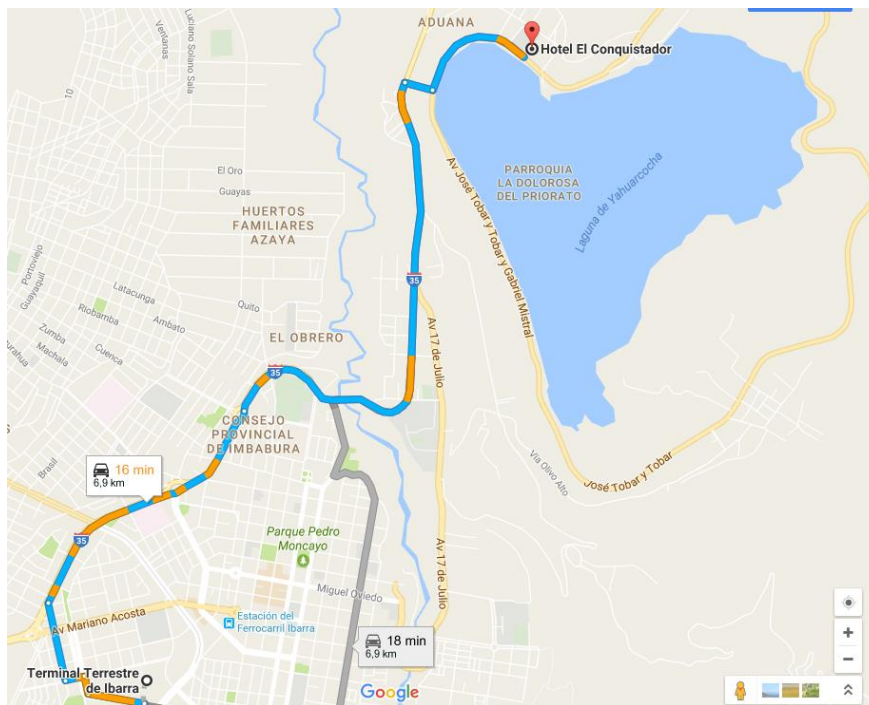 ADUANA
Hotel El Conquistador
Luciano Solano Sala
Ventanas
10
El Oro
Guayas
HUERTOS
FAMILIARES
AZAYA
PARROQUIA
LA DOLOROSA
DEL PRIORATO
Laguna de Yahuarcocha
Av José Tobar y Tobar y Gabriel Mistral
Portoviejo
Guayaquil
Latacunga
Riobamba
Ambato
Quito
Zumba
Machala
Cuenca
35
Av 17 de Julio
EL OBRERO
35
CONSEJO
PROVINCIAL
DE IMBABURA
Brasil
16 min
6,9 km
Vía Olivo Alto
José Tobar y Tobar
35
Parque Pedro
Moncayo
Av 17 de Julio
Miguel Oviedo
Av Mariano Acosta
Estación del
Ferrocarril Ibarra
18 min
6,9 km
Terminal Terrestre
de Ibarra
Google